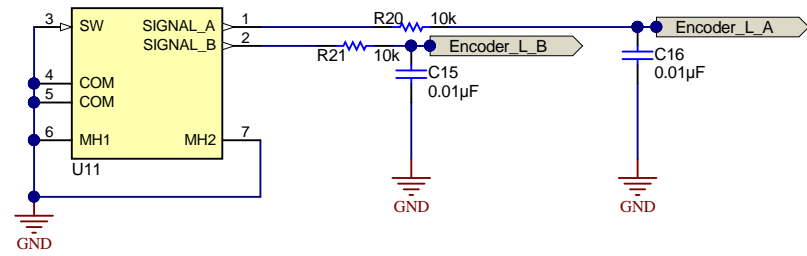 3 SW SIGNAL_A 1 R20 10k Encoder_L_A
SIGNAL_B 2 R21 10k Encoder_L_B
C15
0.01µF
C16
0.01µF
4 COM
5 COM
6 MH1 MH2 7
U11
GND
GND
GND